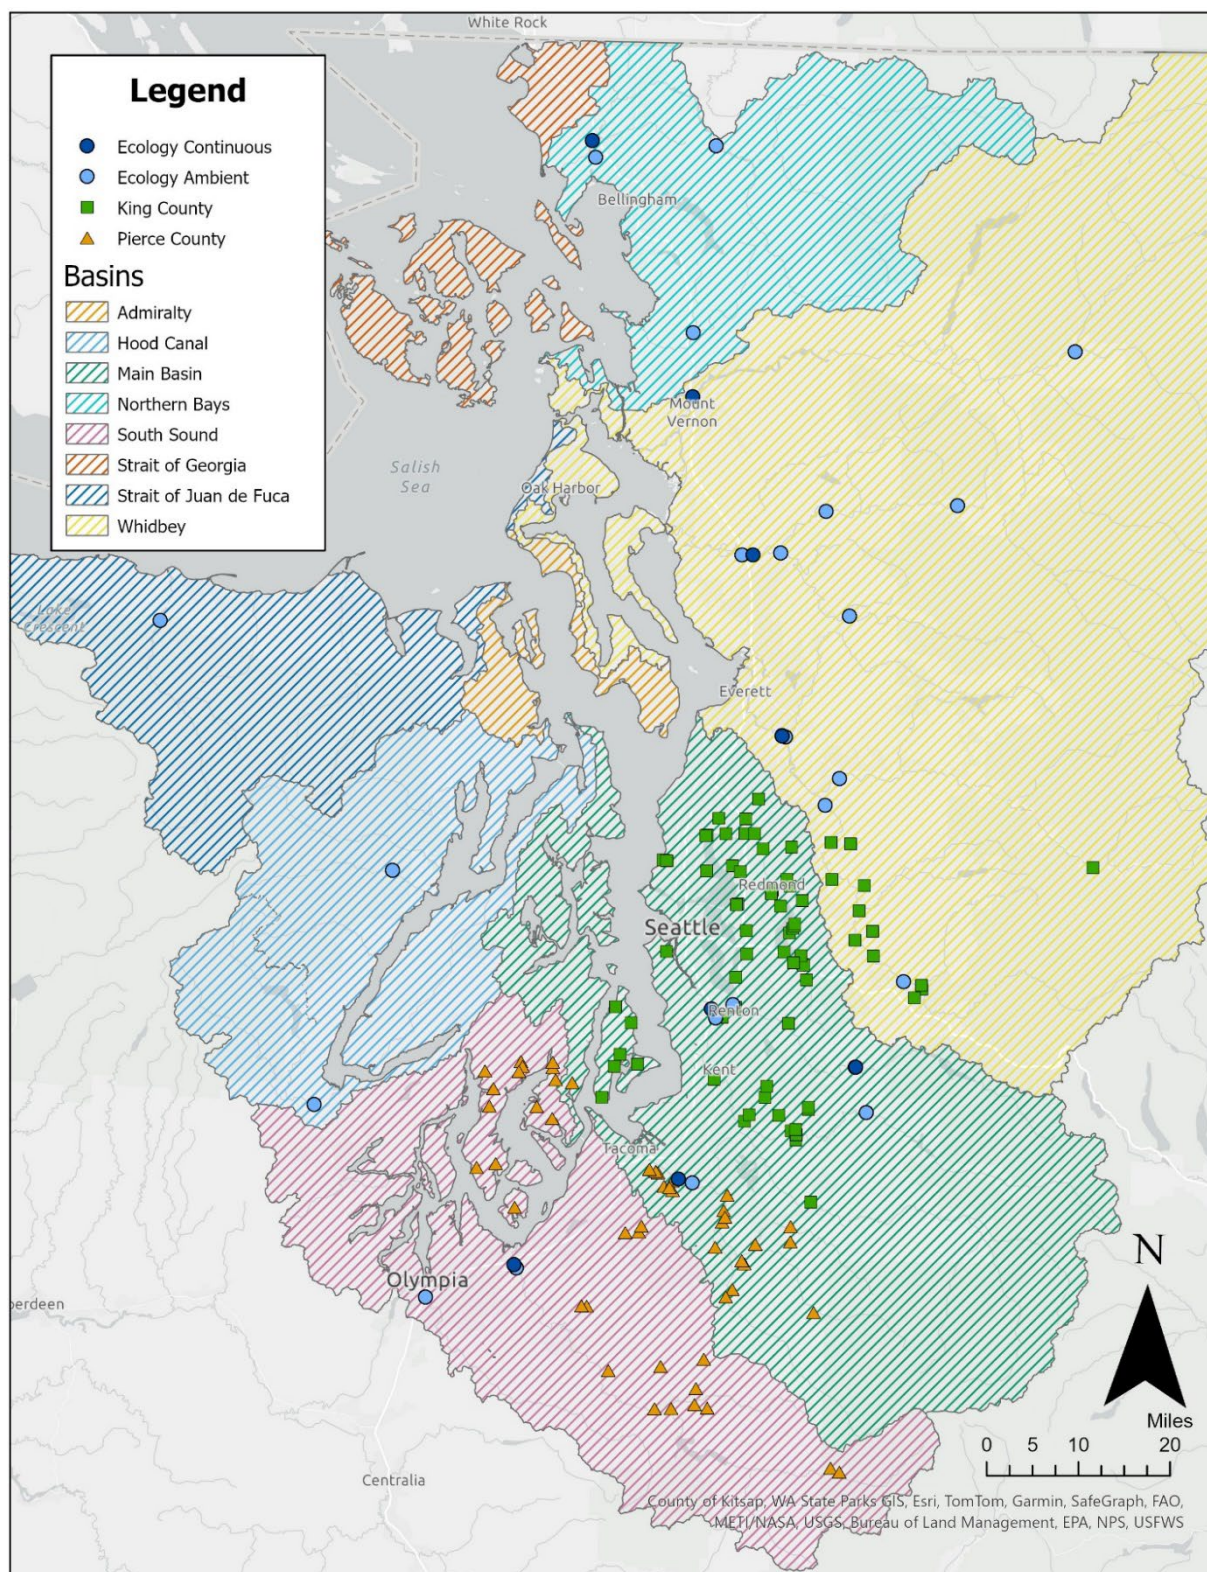 White Rock
Legend
Ecology Continuous
Ecology Ambient
King County
Pierce County
Basins
Admiralty
Hood Canal
Main Basin
Northern Bays
South Sound
Strait of Georgia
Strait of Juan de Fuca
Whidbey
Bellingham
Mount
Vernon
Salish
Sea
Oak Harbor
Lake
Crescent
Everett
Redmond
Seattle
Renton
Kent
Tacoma
Olympia
berdeen
N
Miles
0 5 10 20
Centralia
County of Kitsap, WA State Parks GIS, Esri, TomTom, Garmin, SafeGraph, FAO,
METI/NASA, USGS, Bureau of Land Management, EPA, NPS, USFWS